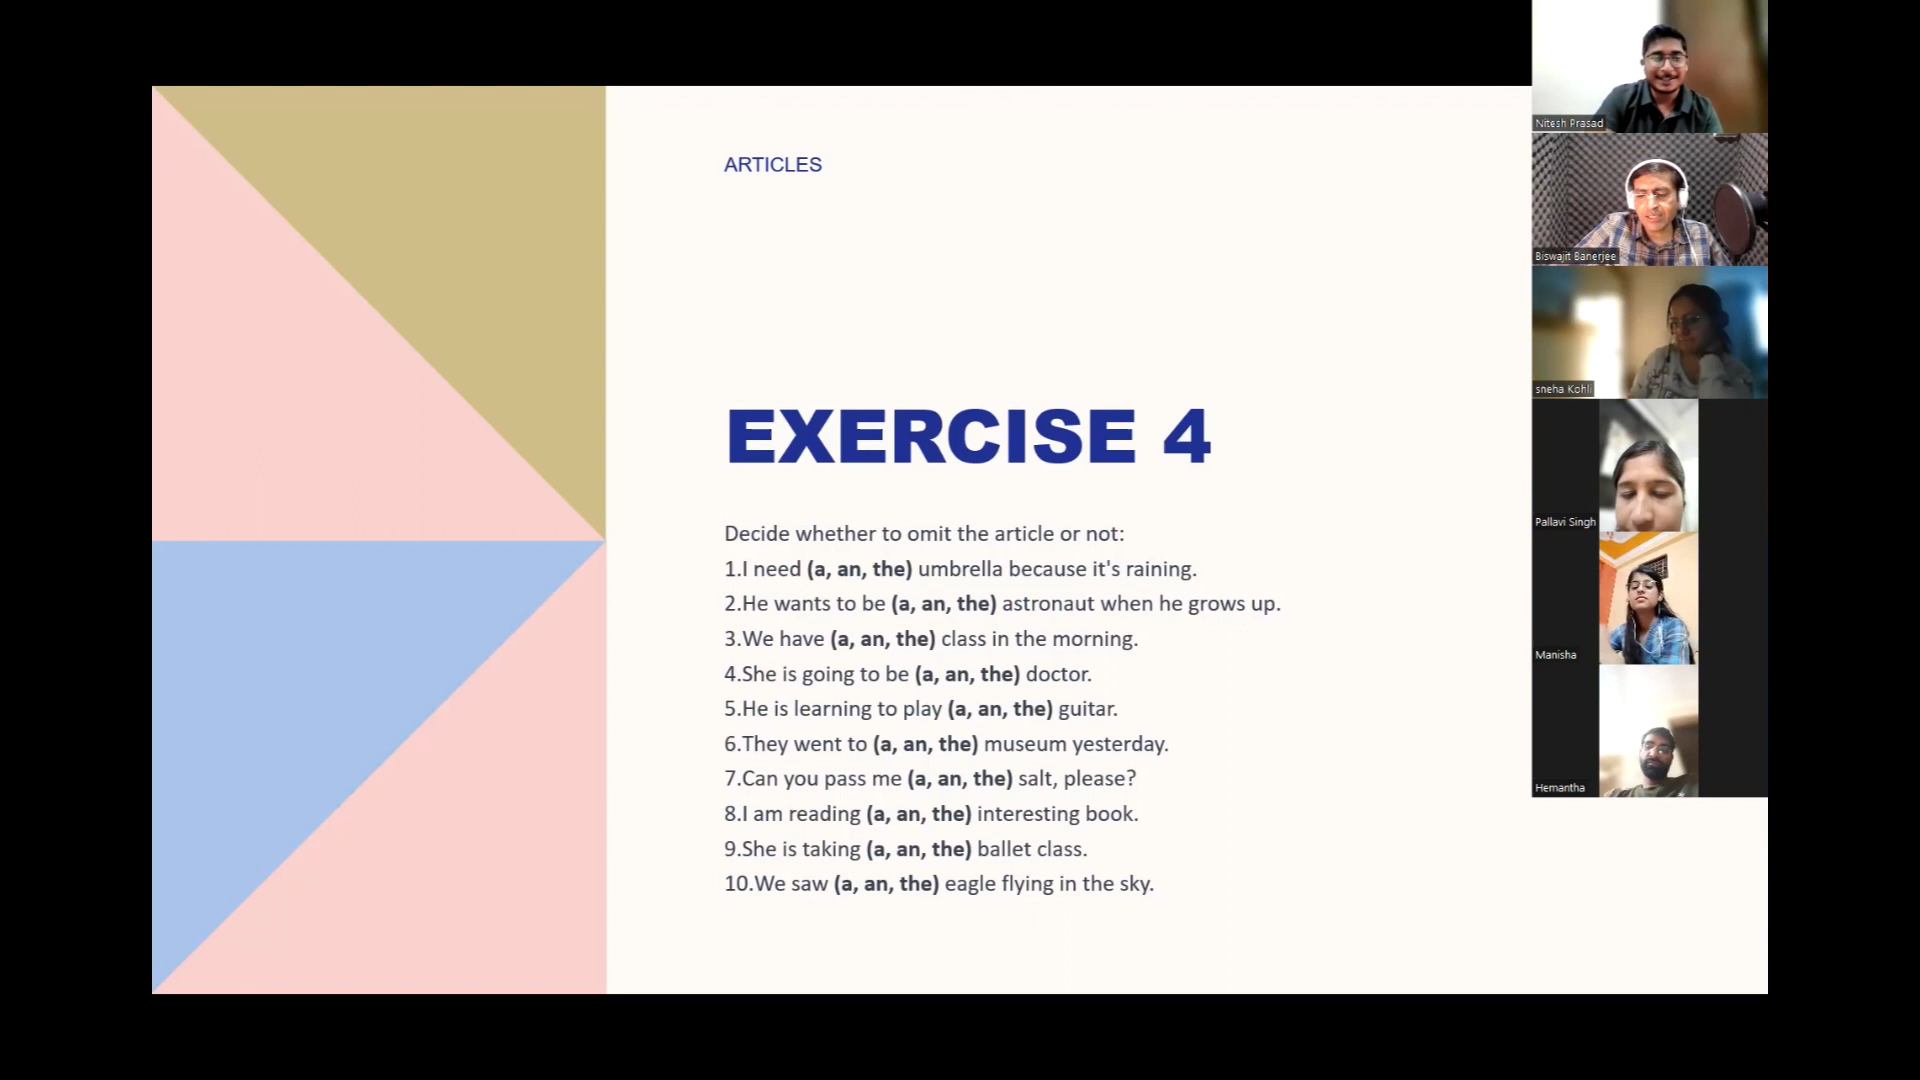 ARTICLES
EXERCISE 4
Decide whether to omit the article or not:
1.I need (a, an, the) umbrella because it's raining.
2.He wants to be (a, an, the) astronaut when he grows up.
3.We have (a, an, the) class in the morning.
4.She is going to be (a, an, the) doctor.
5.He is learning to play (a, an, the) guitar.
6.They went to (a, an, the) museum yesterday.
7.Can you pass me (a, an, the) salt, please?
8.I am reading (a, an, the) interesting book.
9.She is taking (a, an, the) ballet class.
10.We saw (a, an, the) eagle flying in the sky.
Nitesh Prasad
Biswajit Banerjee
sneha Kohli
Pallavi Singh
Manisha
Hemantha